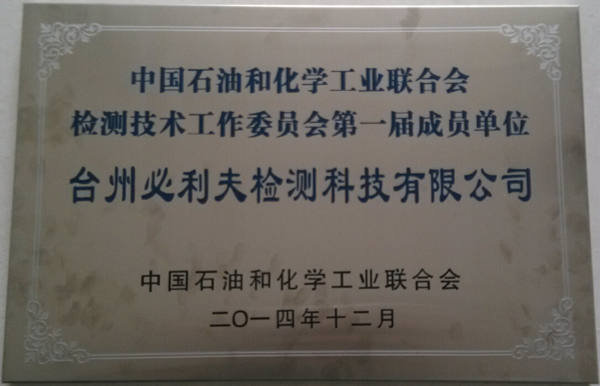 中国石油和化学工业联合会
检测技术工作委员会第一届成员单位
台州必利夫检测科技有限公司
中国石油和化学工业联合会
二〇一四年十二月